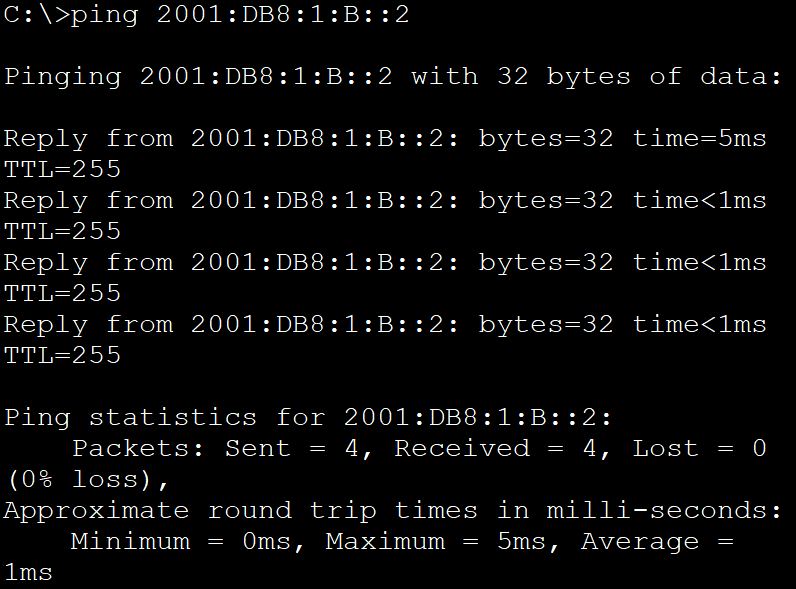 C:\>ping 2001:DB8:1:B::2
Pinging 2001:DB8:1:B::2 with 32 bytes of data:
Reply from 2001:DB8:1:B::2: bytes=32 time=5ms
TTL=255
Reply from 2001:DB8:1:B::2: bytes=32 time<1ms
TTL=255
Reply from 2001:DB8:1:B::2: bytes=32 time<1ms
TTL=255
Reply from 2001:DB8:1:B::2: bytes=32 time<1ms
TTL=255
Ping statistics for 2001:DB8:1:B::2:
    Packets: Sent = 4, Received = 4, Lost = 0
(0% loss),
Approximate round trip times in milli-seconds:
    Minimum = 0ms, Maximum = 5ms, Average =
1ms